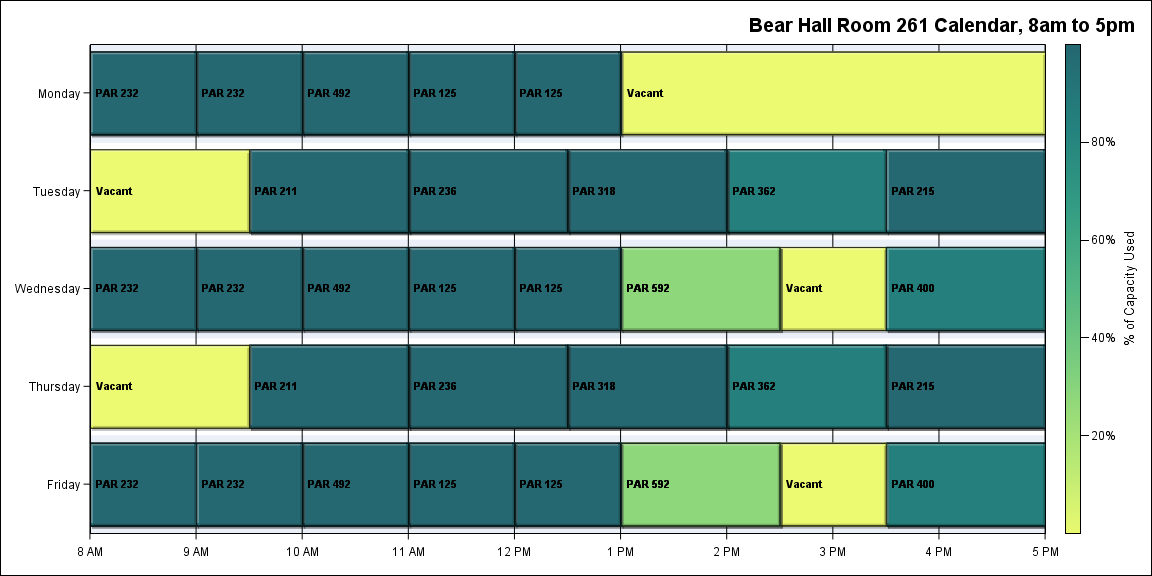 Bear Hall Room 261 Calendar, 8am to 5pm
Monday
PAR 232
PAR 232
PAR 492
PAR 125
PAR 125
Vacant
Tuesday
Vacant
PAR 211
PAR 236
PAR 318
PAR 362
PAR 215
Wednesday
PAR 232
PAR 232
PAR 492
PAR 125
PAR 125
PAR 592
Vacant
PAR 400
Thursday
Vacant
PAR 211
PAR 236
PAR 318
PAR 362
PAR 215
Friday
PAR 232
PAR 232
PAR 492
PAR 125
PAR 125
PAR 592
Vacant
PAR 400
8 AM
9 AM
10 AM
11 AM
12 PM
1 PM
2 PM
3 PM
4 PM
5 PM
80%
60%
40%
20%
% of Capacity Used